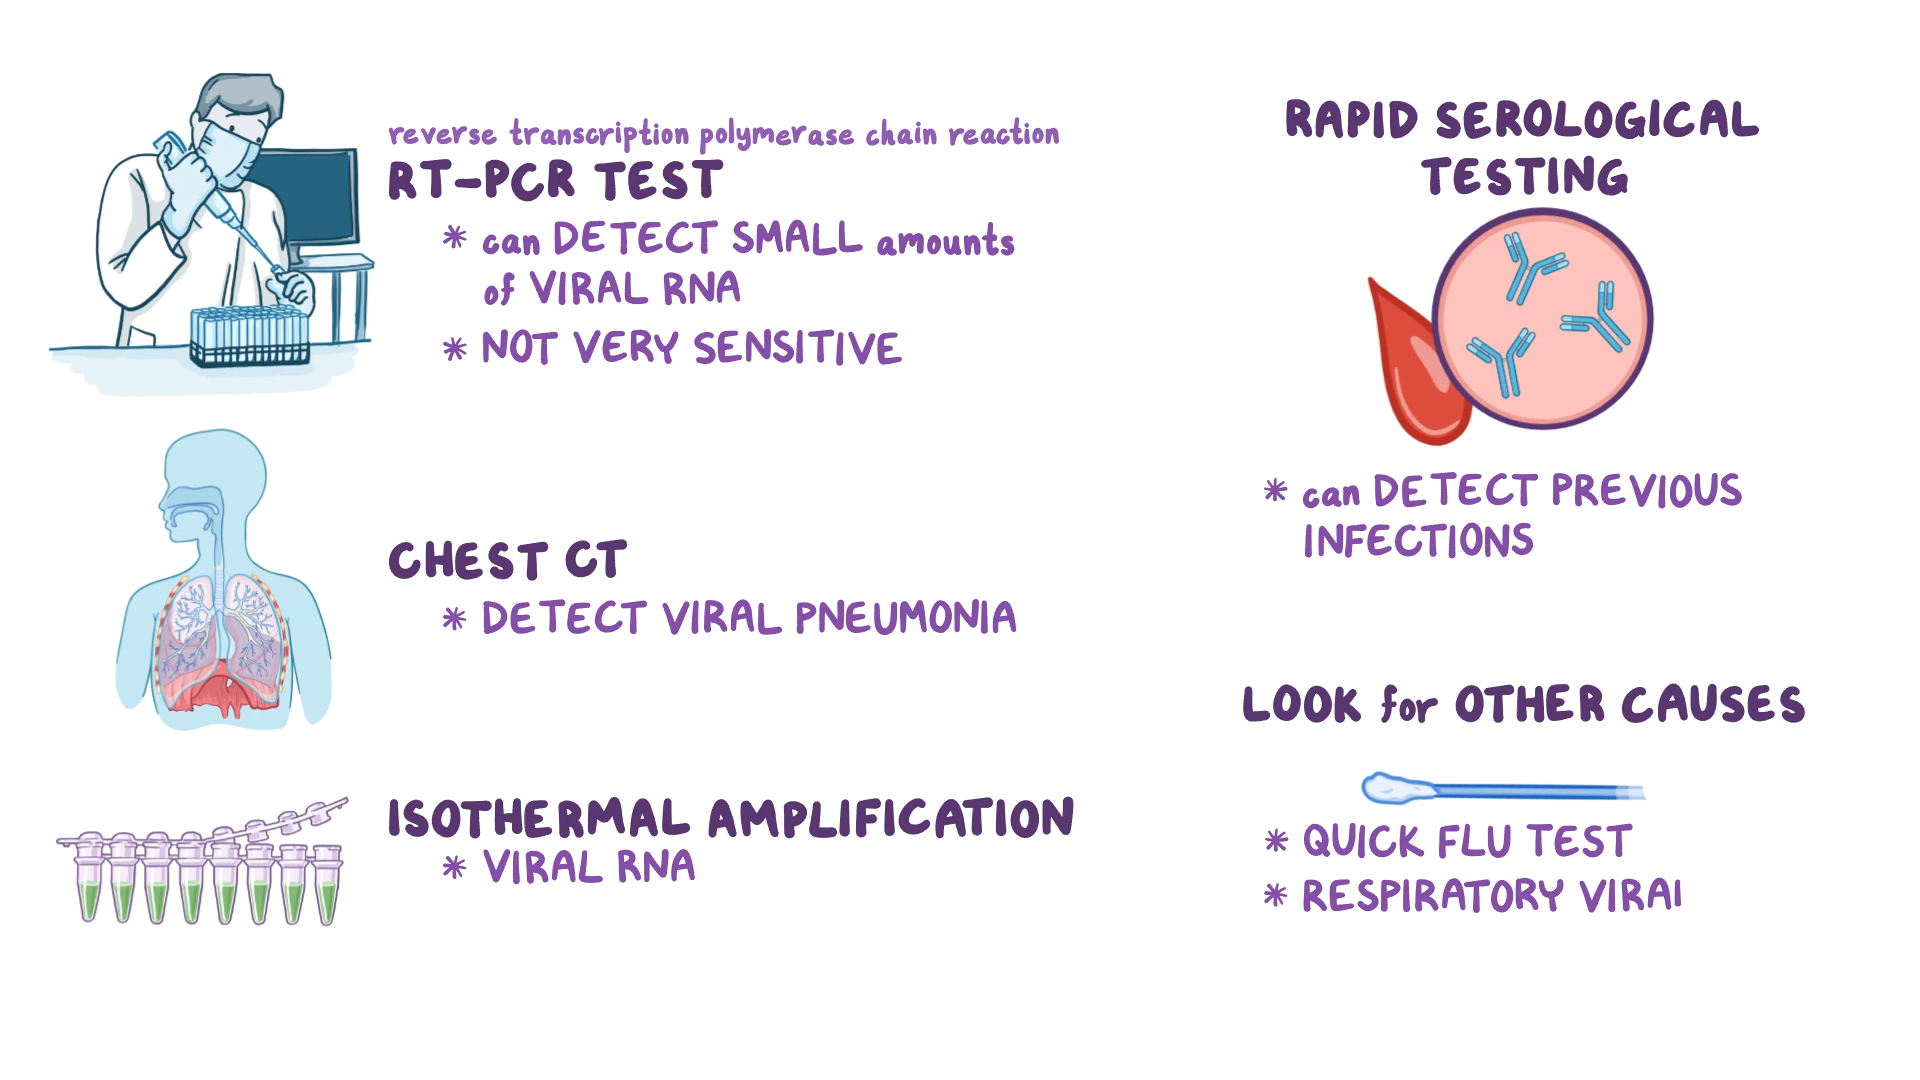 reverse transcription polymerase chain reaction
RT-PCR TEST
* can DETECT SMALL amounts
of VIRAL RNA
* NOT VERY SENSITIVE
CHEST CT
* DETECT VIRAL PNEUMONIA
ISOTHERMAL AMPLIFICATION
* VIRAL RNA
RAPID SEROLOGICAL
TESTING
* can DETECT PREVIOUS
INFECTIONS
LOOK for OTHER CAUSES
* QUICK FLU TEST
* RESPIRATORY VIRAl